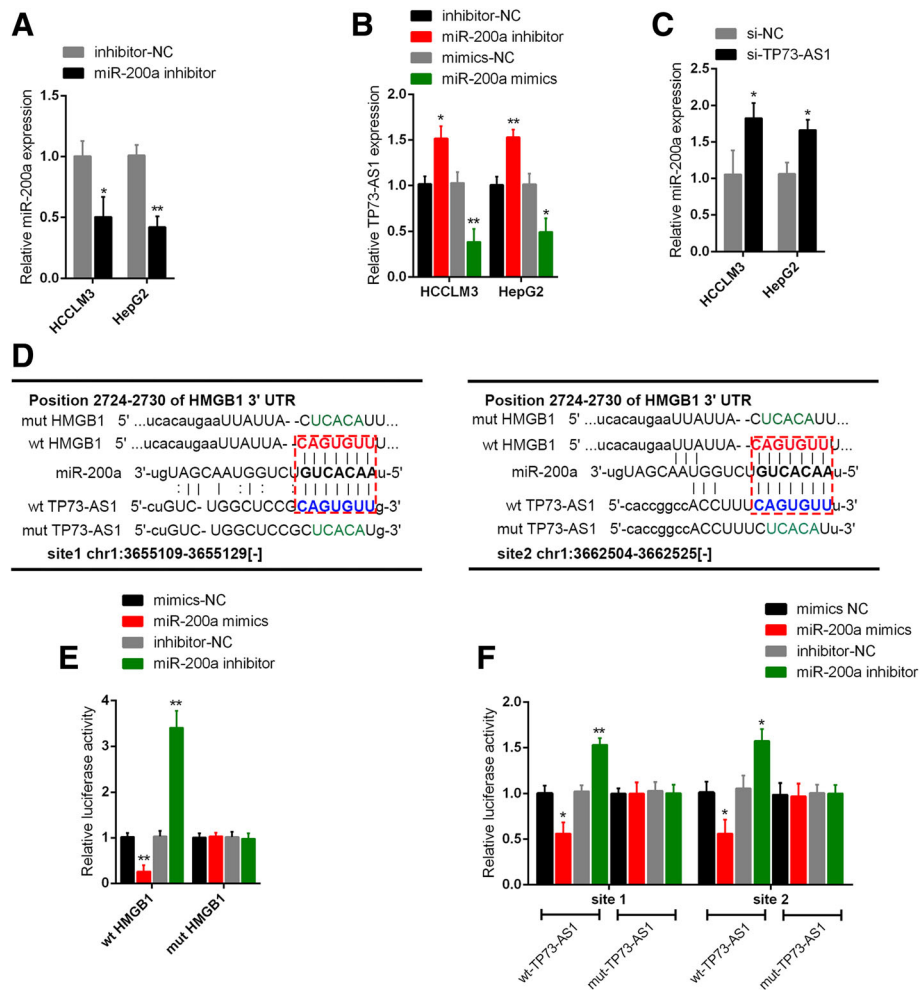 A
inhibitor-NC
miR-200a inhibitor
Relative miR-200a expression
1.5
1.0
0.5
0.0
*
**
HCCLM3
HepG2
B
inhibitor-NC
miR-200a inhibitor
mimics-NC
miR-200a mimics
Relative TP73-AS1 expression
2.0
1.5
1.0
0.5
0.0
*
**
**
*
HCCLM3
HepG2
C
si-NC
si-TP73-AS1
Relative miR-200a expression
2.5
2.0
1.5
1.0
0.5
0.0
*
*
HCCLM3
HepG2
D
Position 2724-2730 of HMGB1 3' UTR
mut HMGB1 5' ...ucacaugaaUUAUUA- -CUCACAUU...
wt HMGB1 5' ...ucacaugaaUUAUUA- -CAGUGUUU...
miR-200a 3'-ugUAGCAAUGGUCUGUCACAAu-5'
wt TP73-AS1 5'-cuGUC- UGGCUCCGCAGUGUUg-3'
mut TP73-AS1 5'-cuGUC- UGGCUCCGCUCACAUg-3'
site1 chr1:3655109-3655129[-]
Position 2724-2730 of HMGB1 3' UTR
mut HMGB1 5' ...ucacaugaaUUAUUA- -CUCACAUU...
wt HMGB1 5' ...ucacaugaaUUAUUA- -CAGUGUUU...
miR-200a 3'-ugUAGCAAUGGUCUGUCACAAu-5'
wt TP73-AS1 5'-caccggccACCUUUCAGUGUUu-3'
mut TP73-AS1 5'-caccggccACCUUUCUCACAUu-3'
site2 chr1:3662504-3662525[-]
E
mimics-NC
miR-200a mimics
inhibitor-NC
miR-200a inhibitor
Relative luciferase activity
4
3
2
1
0
**
**
wt HMGB1
mut HMGB1
F
mimics NC
miR-200a mimics
inhibitor-NC
miR-200a inhibitor
Relative luciferase activity
2.0
1.5
1.0
0.5
0.0
*
**
*
*
site 1
site 2
wt-TP73-AS1
mut-TP73-AS1
wt-TP73-AS1
mut-TP73-AS1